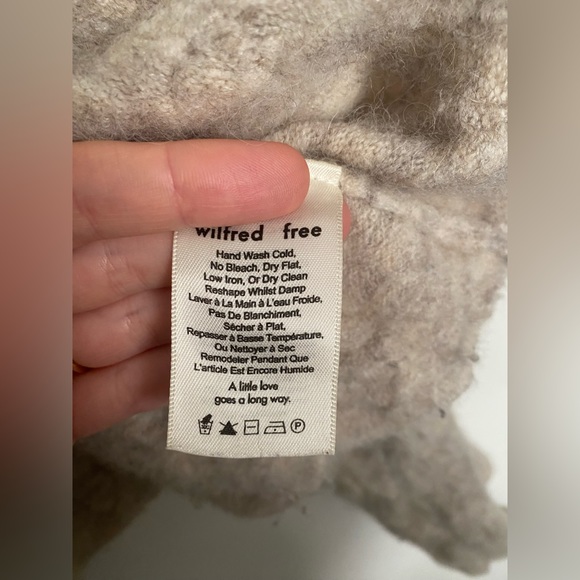 wilfred free
Hand Wash Cold,
No Bleach, Dry Flat,
Low Iron, Or Dry Clean
Reshape Whilst Damp
Laver à La Main à L'eau Froide,
Pas De Blanchiment,
Sécher à Plat,
Repasser à Basse Température,
Ou Nettoyer à Sec
Remodeler Pendant Que
L'article Est Encore Humide
A little love
goes a long way.
P